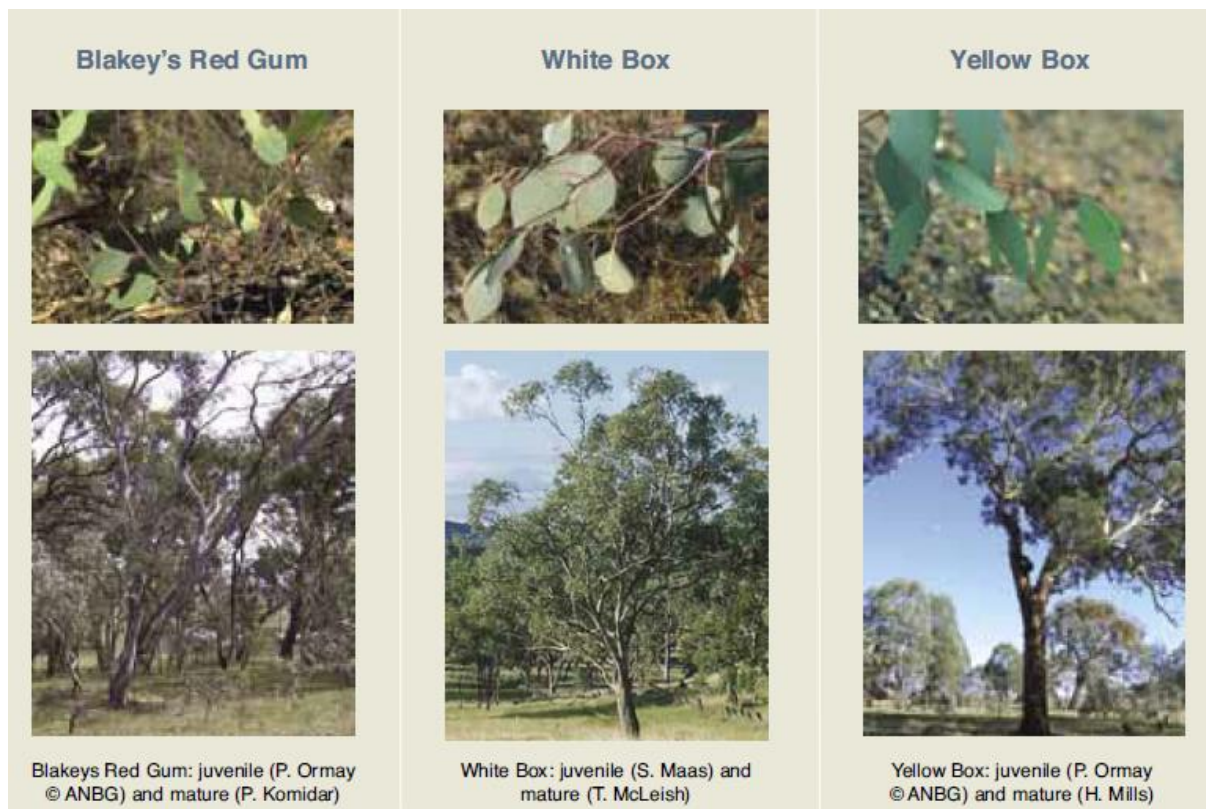 Blakey's Red Gum
White Box
Yellow Box
Blakeys Red Gum: juvenile (P. Ormay
© ANBG) and mature (P. Komidar)
White Box: juvenile (S. Maas) and
mature (T. McLeish)
Yellow Box: juvenile (P. Ormay
© ANBG) and mature (H. Mills)